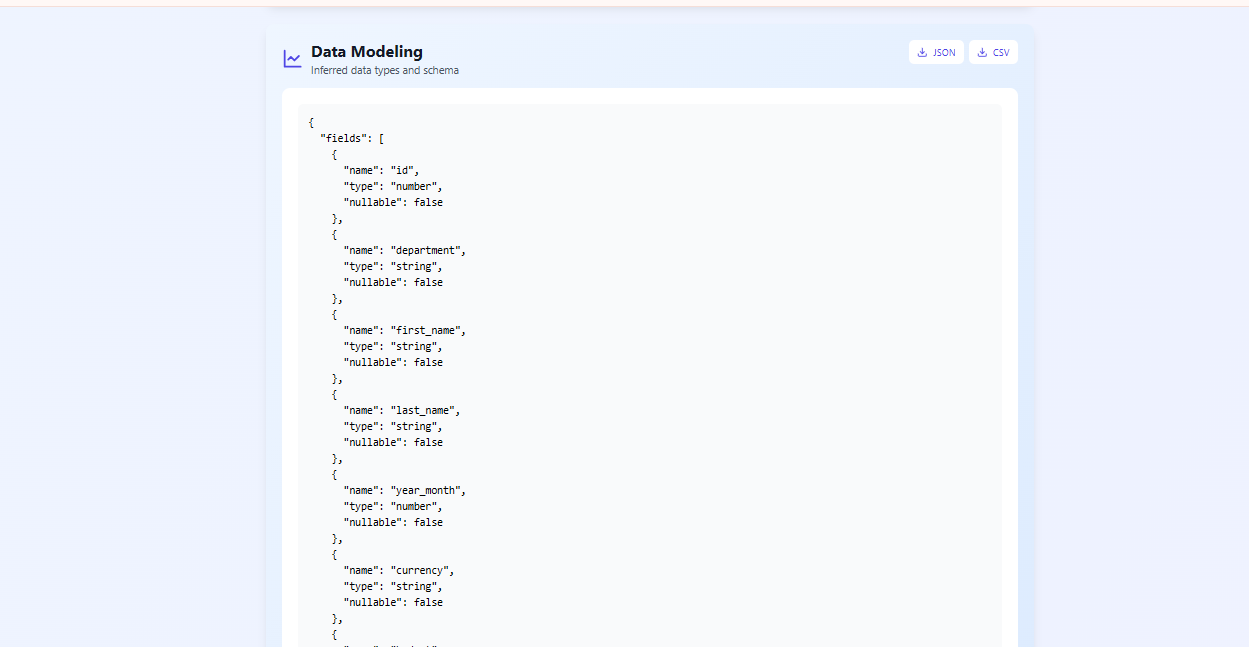 Data Modeling
Inferred data types and schema
JSON
CSV
{
  "fields": [
    {
      "name": "id",
      "type": "number",
      "nullable": false
    },
    {
      "name": "department",
      "type": "string",
      "nullable": false
    },
    {
      "name": "first_name",
      "type": "string",
      "nullable": false
    },
    {
      "name": "last_name",
      "type": "string",
      "nullable": false
    },
    {
      "name": "year_month",
      "type": "number",
      "nullable": false
    },
    {
      "name": "currency",
      "type": "string",
      "nullable": false
    },
    {